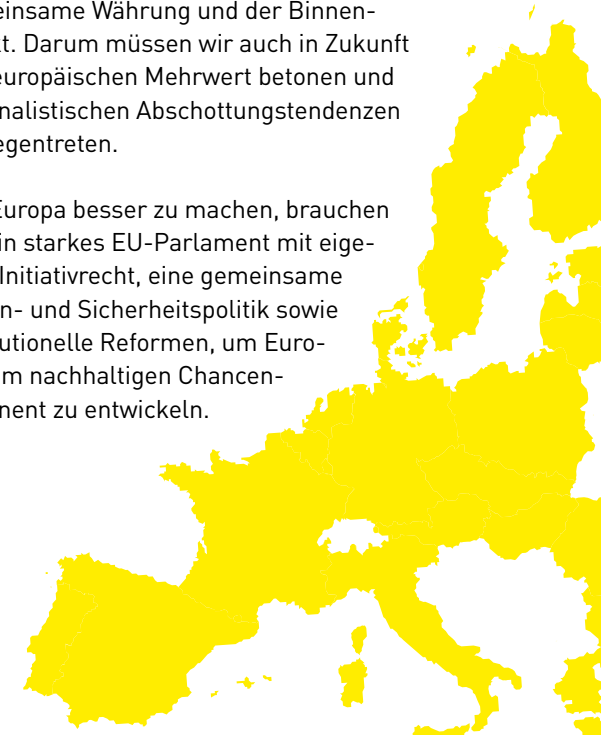 einsame Währung und der Binnen-
kt. Darum müssen wir auch in Zukunft
europäischen Mehrwert betonen und
nalistischen Abschottungstendenzen
egentreten.
Europa besser zu machen, brauchen
in starkes EU-Parlament mit eige-
Initiativrecht, eine gemeinsame
n- und Sicherheitspolitik sowie
utionelle Reformen, um Euro-
m nachhaltigen Chancen-
nent zu entwickeln.